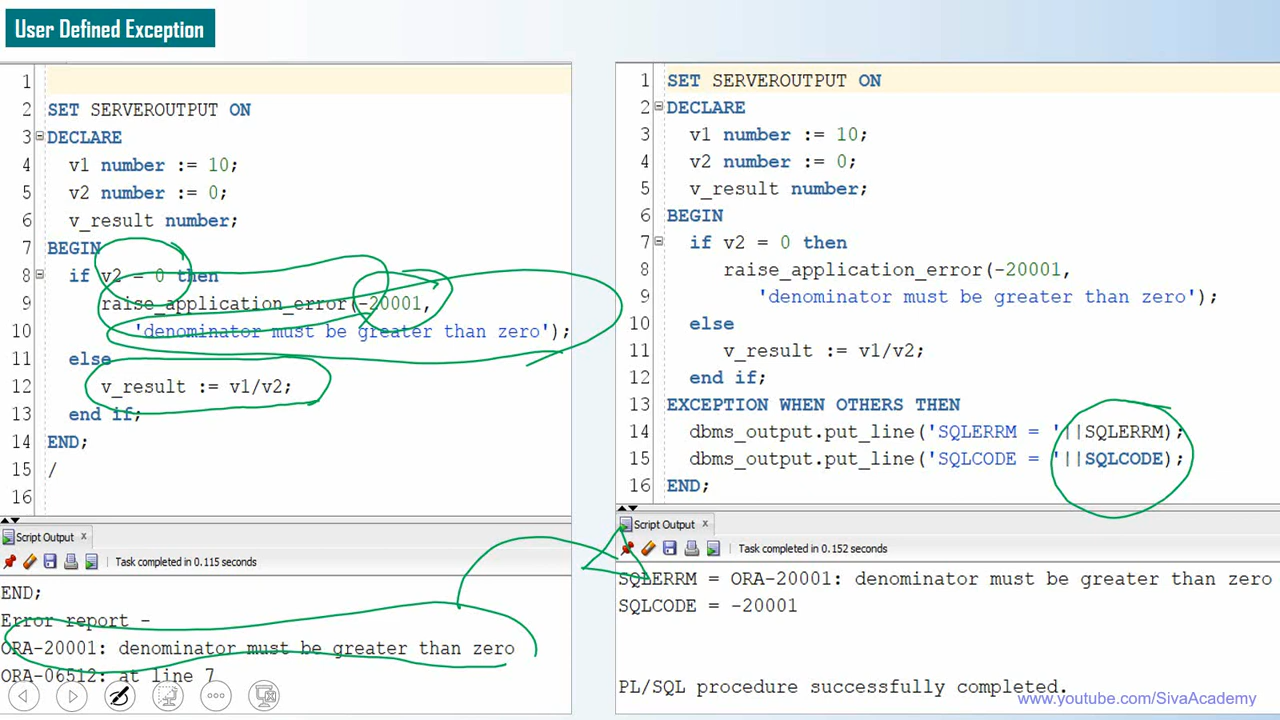 User Defined Exception
1
2 SET SERVEROUTPUT ON
3 DECLARE
4 v1 number := 10;
5 v2 number := 0;
6 v_result number;
7 BEGIN
8 if v2 = 0 then
9 raise_application_error(-20001,
10 'denominator must be greater than zero');
11 else
12 v_result := v1/v2;
13 end if;
14 END;
15 /
16
Script Output x
Task completed in 0.115 seconds
END;
Error report -
ORA-20001: denominator must be greater than zero
ORA-06512: at line 7
1 SET SERVEROUTPUT ON
2 DECLARE
3 v1 number := 10;
4 v2 number := 0;
5 v_result number;
6 BEGIN
7 if v2 = 0 then
8 raise_application_error(-20001,
9 'denominator must be greater than zero');
10 else
11 v_result := v1/v2;
12 end if;
13 EXCEPTION WHEN OTHERS THEN
14 dbms_output.put_line('SQLERRM = '||SQLERRM);
15 dbms_output.put_line('SQLCODE = '||SQLCODE);
16 END;
Script Output x
Task completed in 0.152 seconds
SQLERRM = ORA-20001: denominator must be greater than zero
SQLCODE = -20001
PL/SQL procedure successfully completed.
www.youtube.com/SivaAcademy